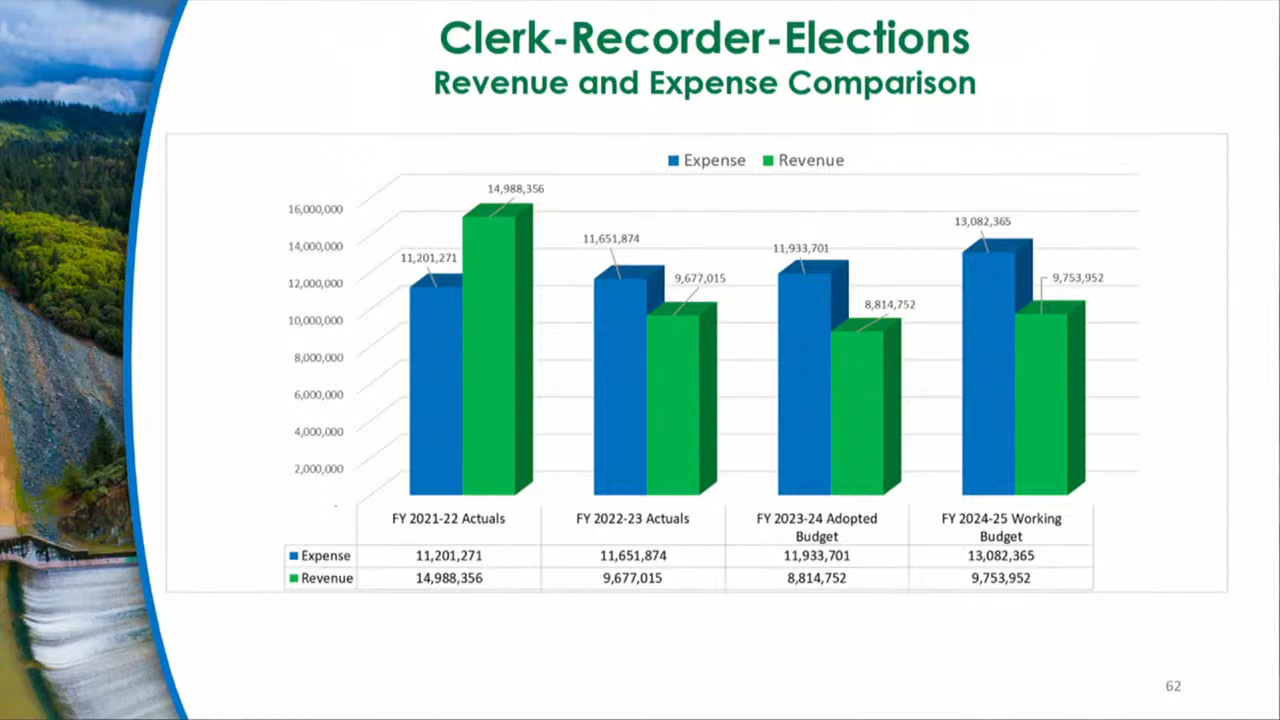 Clerk-Recorder-Elections
Revenue and Expense Comparison
Expense Revenue
16,000,000
14,000,000
12,000,000
10,000,000
8,000,000
6,000,000
4,000,000
2,000,000
-
11,201,271
14,988,356
11,651,874
9,677,015
11,933,701
8,814,752
13,082,365
9,753,952
FY 2021-22 Actuals FY 2022-23 Actuals FY 2023-24 Adopted FY 2024-25 Working
Budget Budget
Expense 11,201,271 11,651,874 11,933,701 13,082,365
Revenue 14,988,356 9,677,015 8,814,752 9,753,952
62